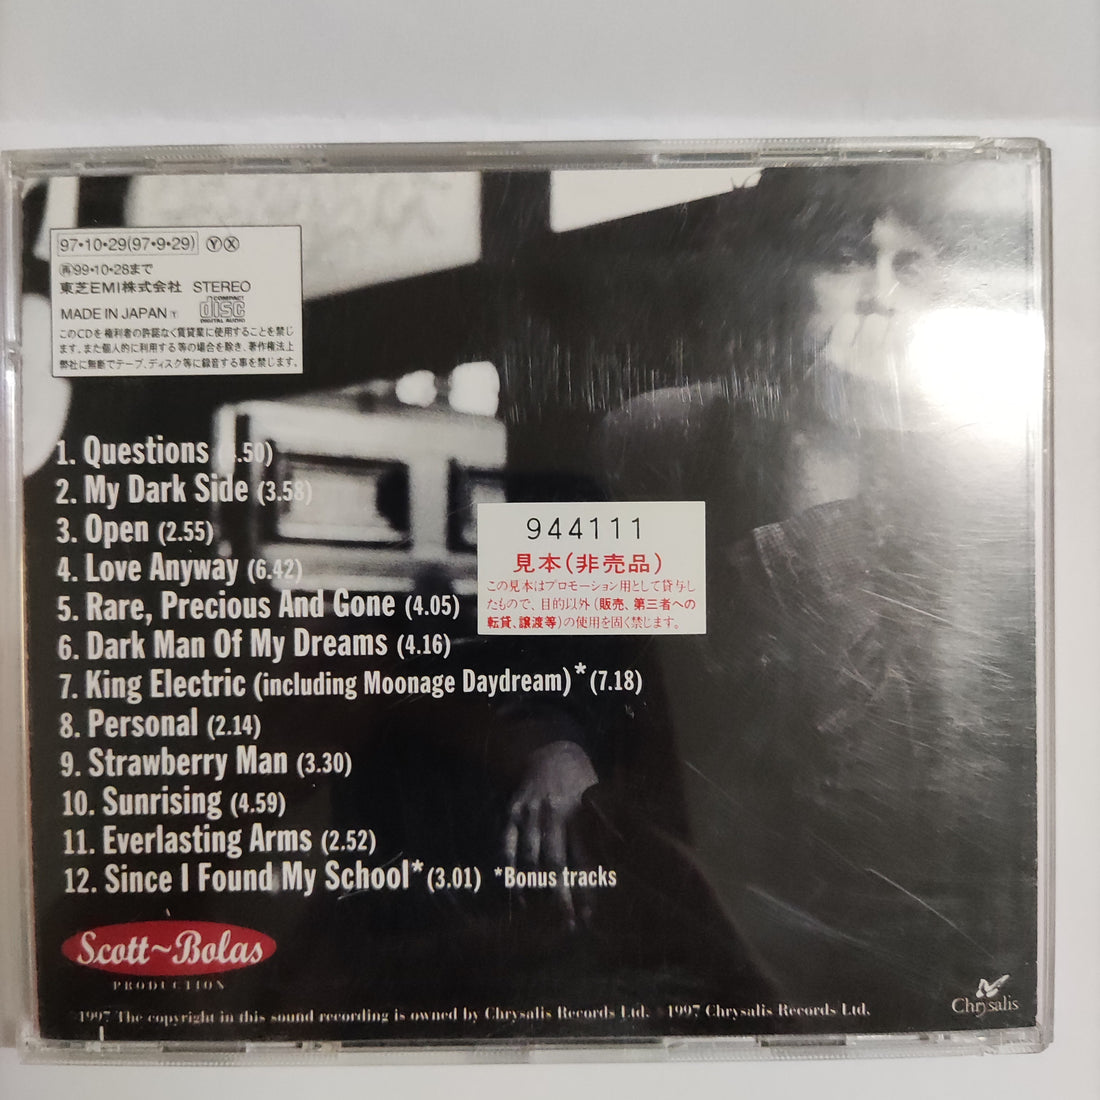 97•10•29(97•9•29) Ⓨ Ⓧ
㊢99•10•28まで
東芝EMI株式会社 STEREO
MADE IN JAPAN Ⓣ
COMPACT disc DIGITAL AUDIO
このCDを権利者の許諾なく賃貸業に使用することを禁じ
ます。また個人的に利用する等の場合を除き、著作権法上
弊社に無断でテープ、ディスク等に録音する事を禁じます。
1. Questions .50)
2. My Dark Side (3.58)
3. Open (2.55)
4. Love Anyway (6.42)
5. Rare, Precious And Gone (4.05)
6. Dark Man Of My Dreams (4.16)
7. King Electric (including Moonage Daydream)* (7.18)
8. Personal (2.14)
9. Strawberry Man (3.30)
10. Sunrising (4.59)
11. Everlasting Arms (2.52)
12. Since I Found My School* (3.01) *Bonus tracks
944111
見本(非売品)
この見本はプロモーション用として貸与し
たもので、目的以外(販売、第三者への
転貸、譲渡等)の使用を固く禁じます。
Scott~Bolas
PRODUCTION
1997 The copyright in this sound recording is owned by Chrysalis Records Ltd. 1997 Chrysalis Records Ltd.
Chrysalis